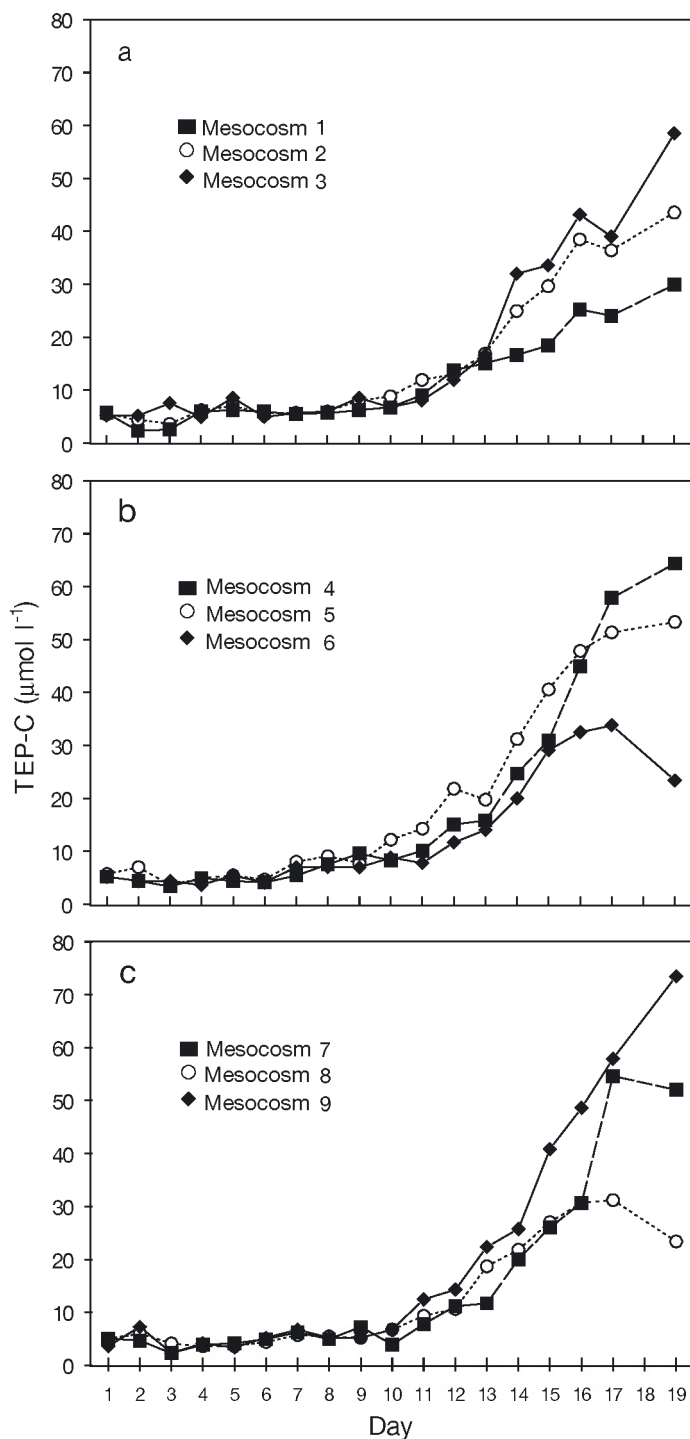 80
a
70
60
50
40
30
20
10
0
Mesocosm 1
Mesocosm 2
Mesocosm 3
80
b
70
60
50
40
30
20
10
0
Mesocosm 4
Mesocosm 5
Mesocosm 6
TEP-C (µmol l⁻¹)
80
c
70
60
50
40
30
20
10
0
Mesocosm 7
Mesocosm 8
Mesocosm 9
1 2 3 4 5 6 7 8 9 10 11 12 13 14 15 16 17 18 19
Day